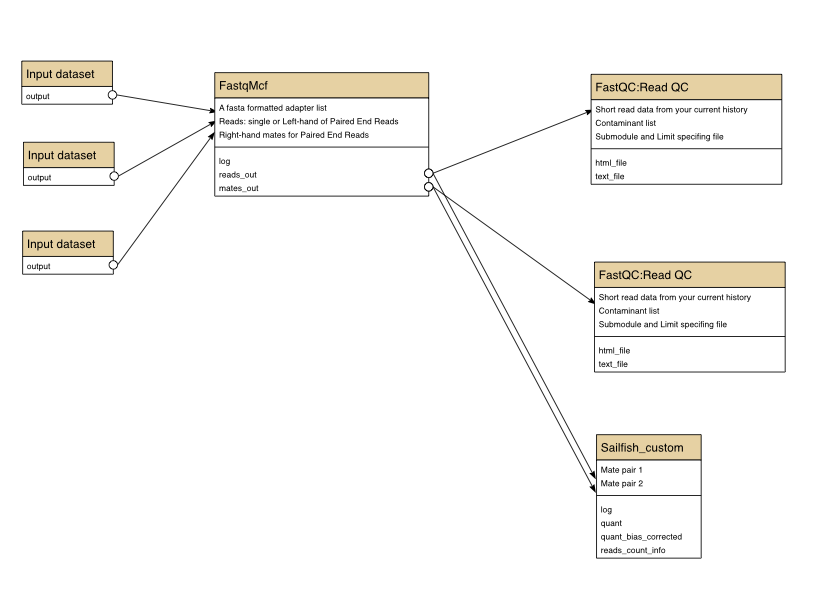 Input dataset
output
Input dataset
output
Input dataset
output
FastqMcf
A fasta formatted adapter list
Reads: single or Left-hand of Paired End Reads
Right-hand mates for Paired End Reads
log
reads_out
mates_out
FastQC:Read QC
Short read data from your current history
Contaminant list
Submodule and Limit specifing file
html_file
text_file
FastQC:Read QC
Short read data from your current history
Contaminant list
Submodule and Limit specifing file
html_file
text_file
Sailfish_custom
Mate pair 1
Mate pair 2
log
quant
quant_bias_corrected
reads_count_info